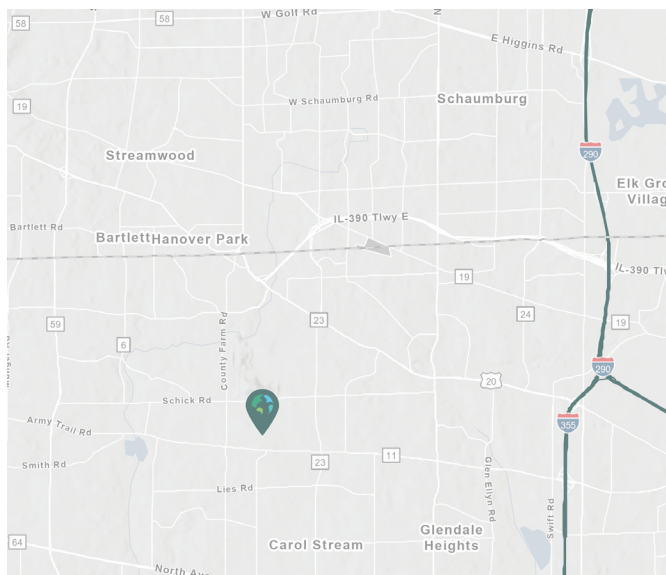 W Golf Rd
58
58
E Higgins Rd
19
W Schaumburg Rd
Schaumburg
Streamwood
290
Elk Gro
Villag
Bartlett Rd
IL-390 Tlwy E
Bartlett
Hanover Park
19
IL-390 Tlw
24
59
23
19
6
County Farm Rd
290
20
Schick Rd
Army Trail Rd
355
11
Smith Rd
23
Glen Ellyn Rd
Lies Rd
Swift Rd
Glendale
Heights
64
Carol Stream
North Av